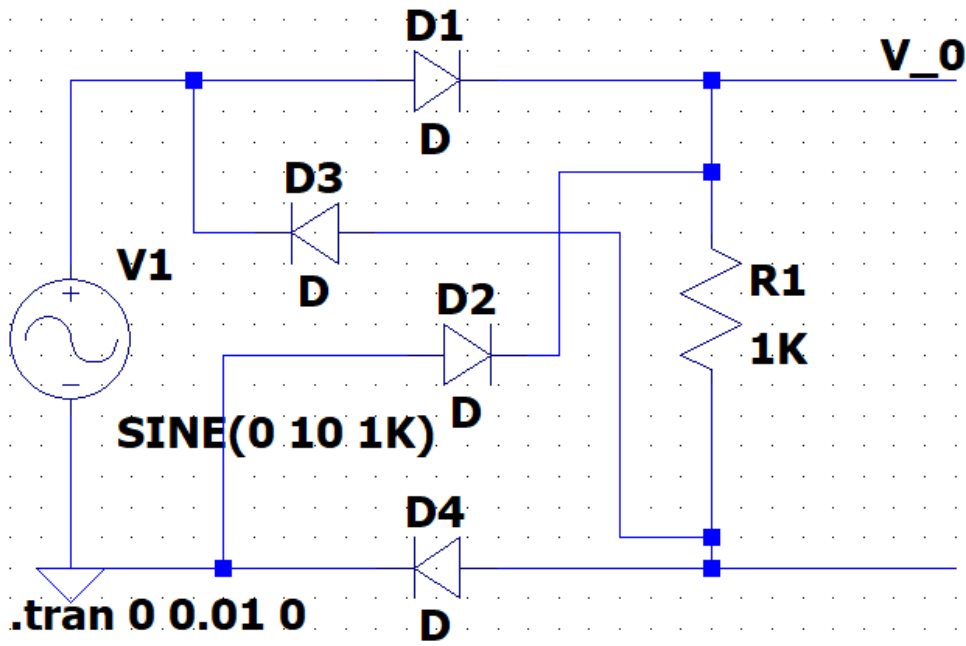 D1
V_0
D
D3
V1
D
D2
R1
1K
SINE(0 10 1K)
D
D4
.tran 0 0.01 0
D